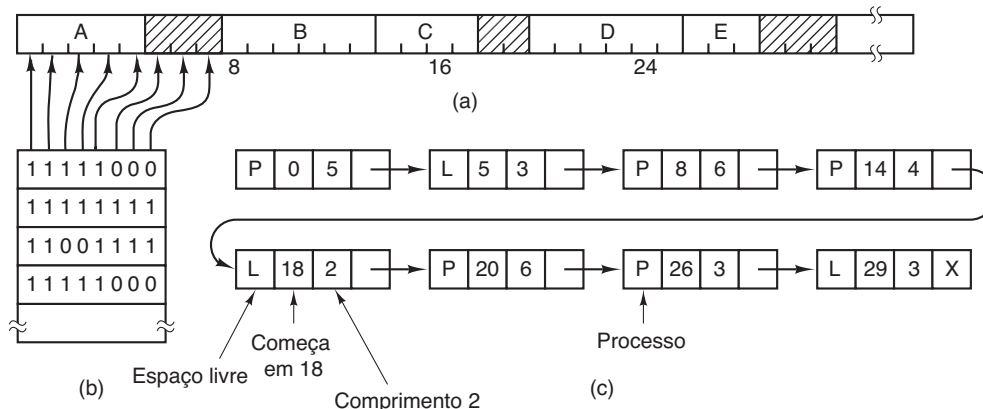 A B C D E
8 16 24
(a)
11111000
11111111
11001111
11111000
(b)
P 0 5 L 5 3 P 8 6 P 14 4
L 18 2 P 20 6 P 26 3 L 29 3 X
Espaço livre
Começa
em 18
Comprimento 2
Processo
(c)